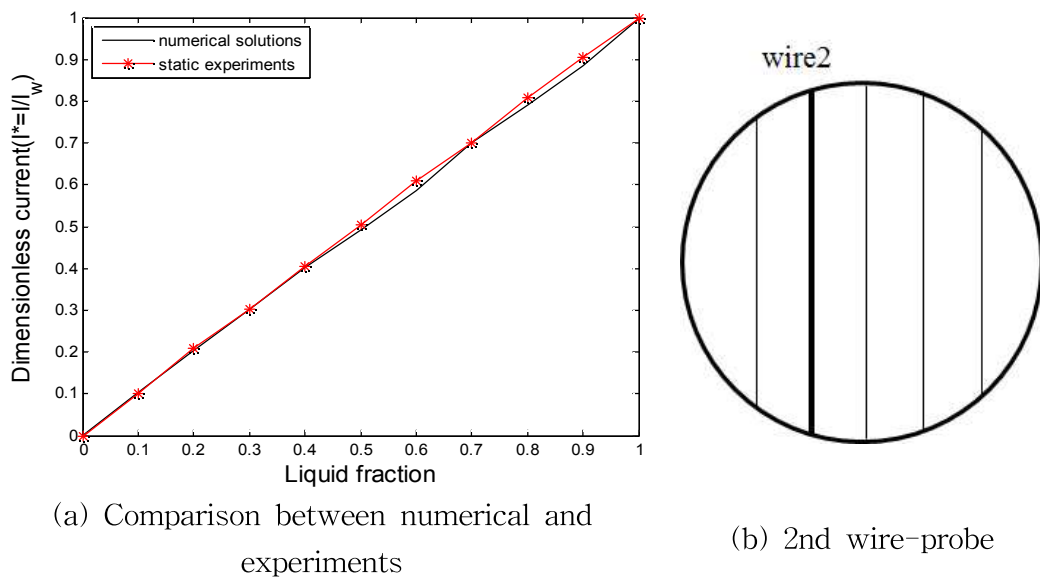 numerical solutions
static experiments
1
0.9
0.8
0.7
0.6
0.5
0.4
0.3
0.2
0.1
0
0 0.1 0.2 0.3 0.4 0.5 0.6 0.7 0.8 0.9 1
Dimensionless current(I*=I/I_w)
Liquid fraction
(a) Comparison between numerical and
experiments
wire2
(b) 2nd wire-probe